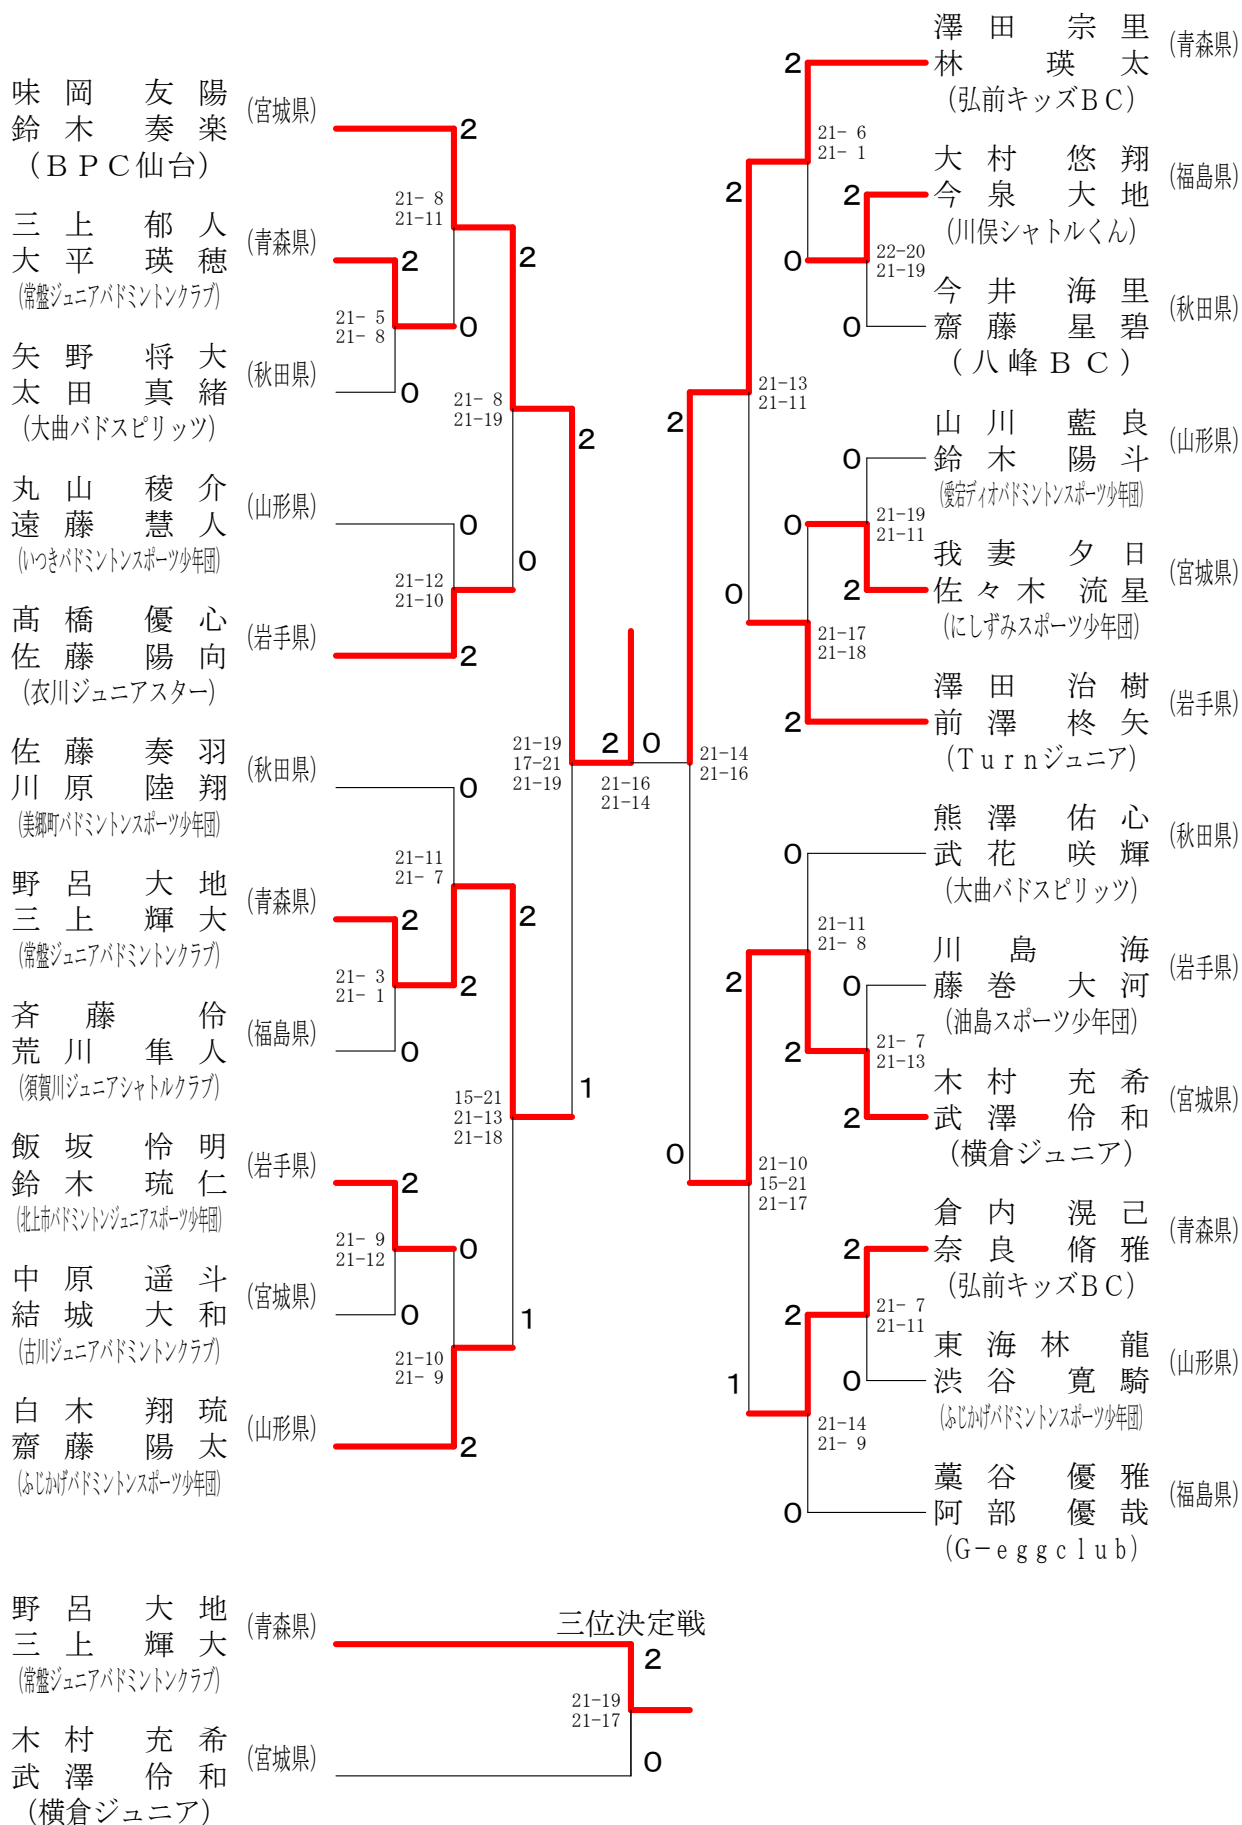 味岡 友陽
鈴木 奏楽
(宮城県)
(ＢＰＣ仙台)
三上 郁人
大平 瑛穂
(青森県)
(常盤ジュニアバドミントンクラブ)
矢野 将大
太田 真緒
(秋田県)
(大曲バドスピリッツ)
丸山 稜介
遠藤 慧人
(山形県)
(いつきバドミントンスポーツ少年団)
髙橋 優心
佐藤 陽向
(岩手県)
(衣川ジュニアスター)
佐藤 奏羽
川原 陸翔
(秋田県)
(美郷町バドミントンスポーツ少年団)
野呂 大地
三上 輝大
(青森県)
(常盤ジュニアバドミントンクラブ)
斉藤 伶
荒川 隼人
(福島県)
(須賀川ジュニアシャトルクラブ)
飯坂 怜明
鈴木 琉仁
(岩手県)
(北上市バドミントンジュニアスポーツ少年団)
中原 遥斗
結城 大和
(宮城県)
(古川ジュニアバドミントンクラブ)
白木 翔琉
齋藤 陽太
(山形県)
(ふじかげバドミントンスポーツ少年団)
2
21- 8
21-11
2
2
21- 5
21- 8
0
0
21- 8
21-19
2
0
0
21-12
21-10
2
21-19
17-21
21-19
2
0
21-16
21-14
0
21-11
21- 7
2
2
21- 3
21- 1
2
0
15-21
21-13
21-18
1
2
21- 9
21-12
0
0
1
21-10
21- 9
2
澤田 宗里
林 瑛太
(青森県)
(弘前キッズＢＣ)
大村 悠翔
今泉 大地
(福島県)
(川俣シャトルくん)
今井 海里
齋藤 星碧
(秋田県)
(八峰ＢＣ)
山川 藍良
鈴木 陽斗
(山形県)
(愛宕ディオバドミントンスポーツ少年団)
我妻 夕日
佐々木 流星
(宮城県)
(にしずみスポーツ少年団)
澤田 治樹
前澤 柊矢
(岩手県)
(Ｔｕｒｎジュニア)
熊澤 佑心
武花 咲輝
(秋田県)
(大曲バドスピリッツ)
川島 海
藤巻 大河
(岩手県)
(油島スポーツ少年団)
木村 充希
武澤 伶和
(宮城県)
(横倉ジュニア)
倉内 滉己
奈良 脩雅
(青森県)
(弘前キッズＢＣ)
東海林 龍
渋谷 寛騎
(山形県)
(ふじかげバドミントンスポーツ少年団)
藁谷 優雅
阿部 優哉
(福島県)
(Ｇ－ｅｇｇｃｌｕｂ)
2
21- 6
21- 1
2
2
0
22-20
21-19
0
21-13
21-11
2
0
0
21-19
21-11
2
0
21-17
21-18
2
21-14
21-16
0
21-11
21- 8
2
0
2
21- 7
21-13
2
0
21-10
15-21
21-17
2
2
21- 7
21-11
0
1
21-14
21- 9
0
三位決定戦
野呂 大地
三上 輝大
(青森県)
(常盤ジュニアバドミントンクラブ)
2
21-19
21-17
0
木村 充希
武澤 伶和
(宮城県)
(横倉ジュニア)